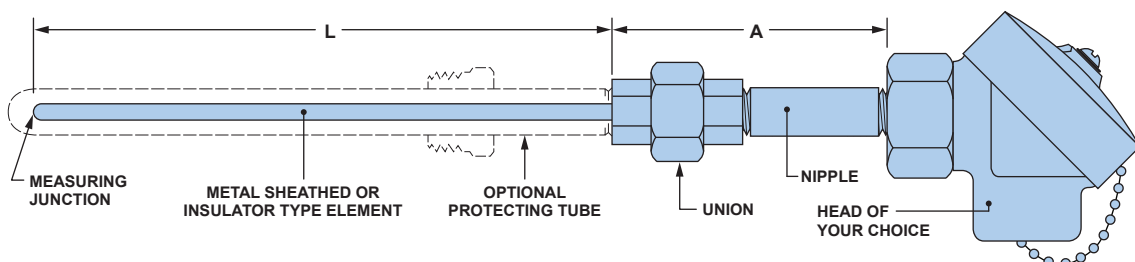 L
A
MEASURING
JUNCTION
METAL SHEATHED OR
INSULATOR TYPE ELEMENT
OPTIONAL
PROTECTING TUBE
UNION
NIPPLE
HEAD OF
YOUR CHOICE